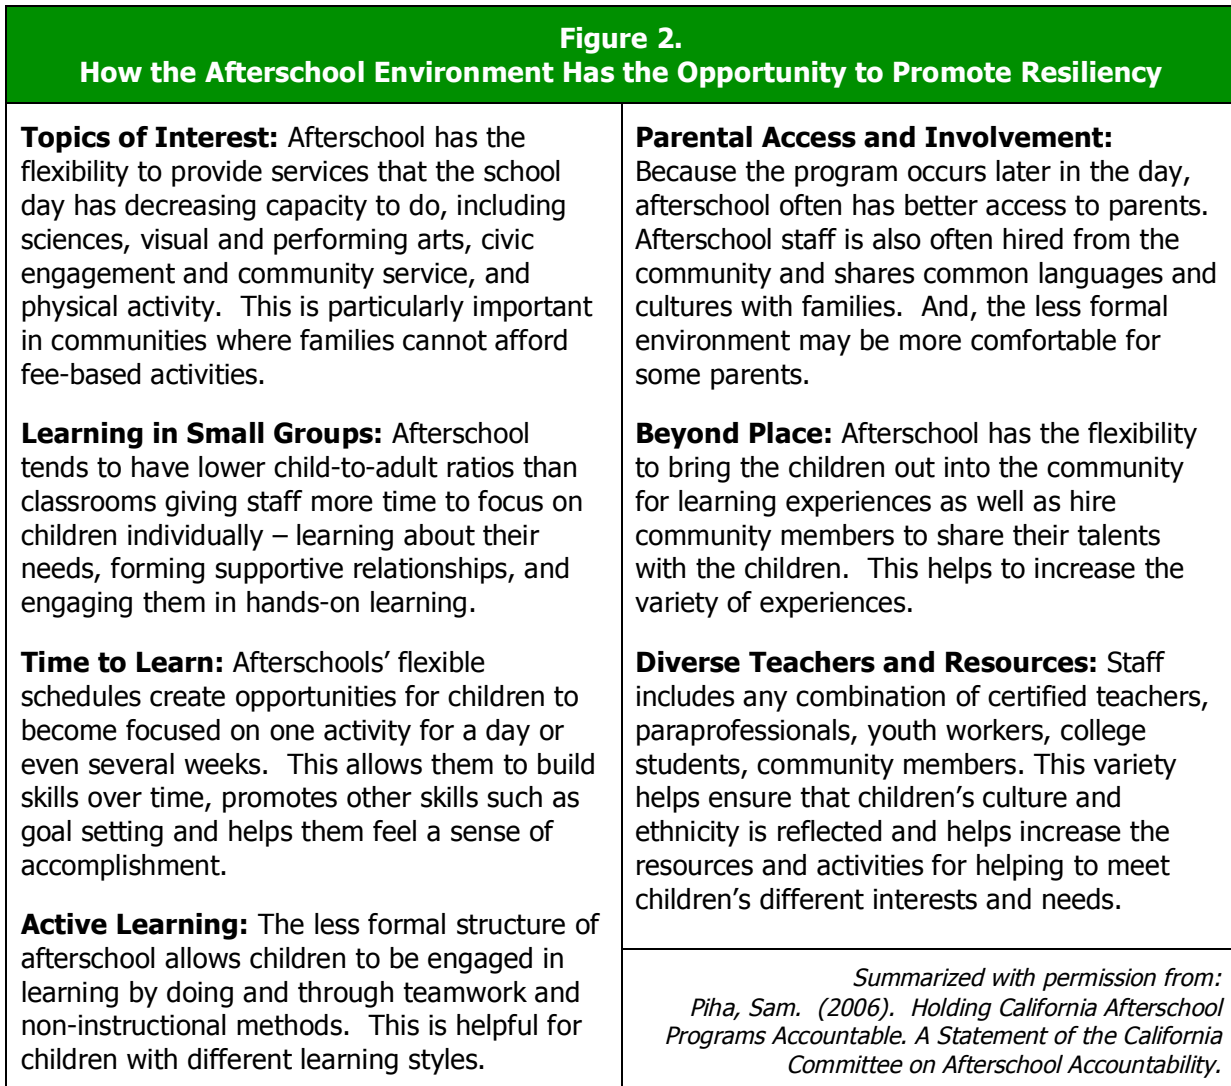 Figure 2.
How the Afterschool Environment Has the Opportunity to Promote Resiliency
Topics of Interest: Afterschool has the
flexibility to provide services that the school
day has decreasing capacity to do, including
sciences, visual and performing arts, civic
engagement and community service, and
physical activity.  This is particularly important
in communities where families cannot afford
fee-based activities.
Learning in Small Groups: Afterschool
tends to have lower child-to-adult ratios than
classrooms giving staff more time to focus on
children individually – learning about their
needs, forming supportive relationships, and
engaging them in hands-on learning.
Time to Learn: Afterschools’ flexible
schedules create opportunities for children to
become focused on one activity for a day or
even several weeks.  This allows them to build
skills over time, promotes other skills such as
goal setting and helps them feel a sense of
accomplishment.
Active Learning: The less formal structure of
afterschool allows children to be engaged in
learning by doing and through teamwork and
non-instructional methods.  This is helpful for
children with different learning styles.
Parental Access and Involvement:
Because the program occurs later in the day,
afterschool often has better access to parents.
Afterschool staff is also often hired from the
community and shares common languages and
cultures with families.  And, the less formal
environment may be more comfortable for
some parents.
Beyond Place: Afterschool has the flexibility
to bring the children out into the community
for learning experiences as well as hire
community members to share their talents
with the children.  This helps to increase the
variety of experiences.
Diverse Teachers and Resources: Staff
includes any combination of certified teachers,
paraprofessionals, youth workers, college
students, community members. This variety
helps ensure that children’s culture and
ethnicity is reflected and helps increase the
resources and activities for helping to meet
children’s different interests and needs.
Summarized with permission from:
Piha, Sam.  (2006).  Holding California Afterschool
Programs Accountable. A Statement of the California
Committee on Afterschool Accountability.